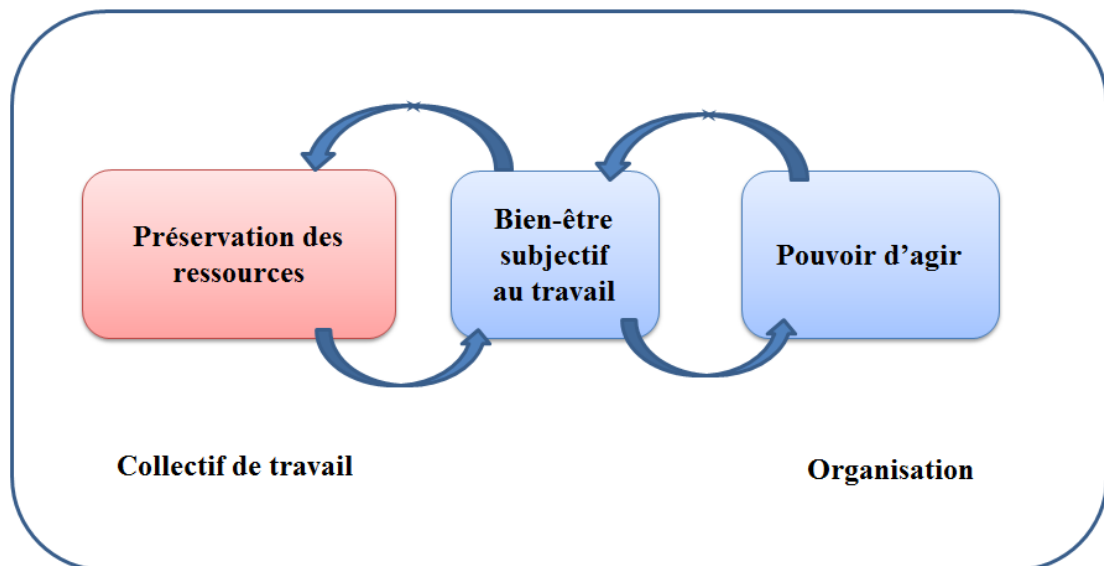 Préservation des
ressources
Bien-être
subjectif
au travail
Pouvoir d'agir
Collectif de travail
Organisation